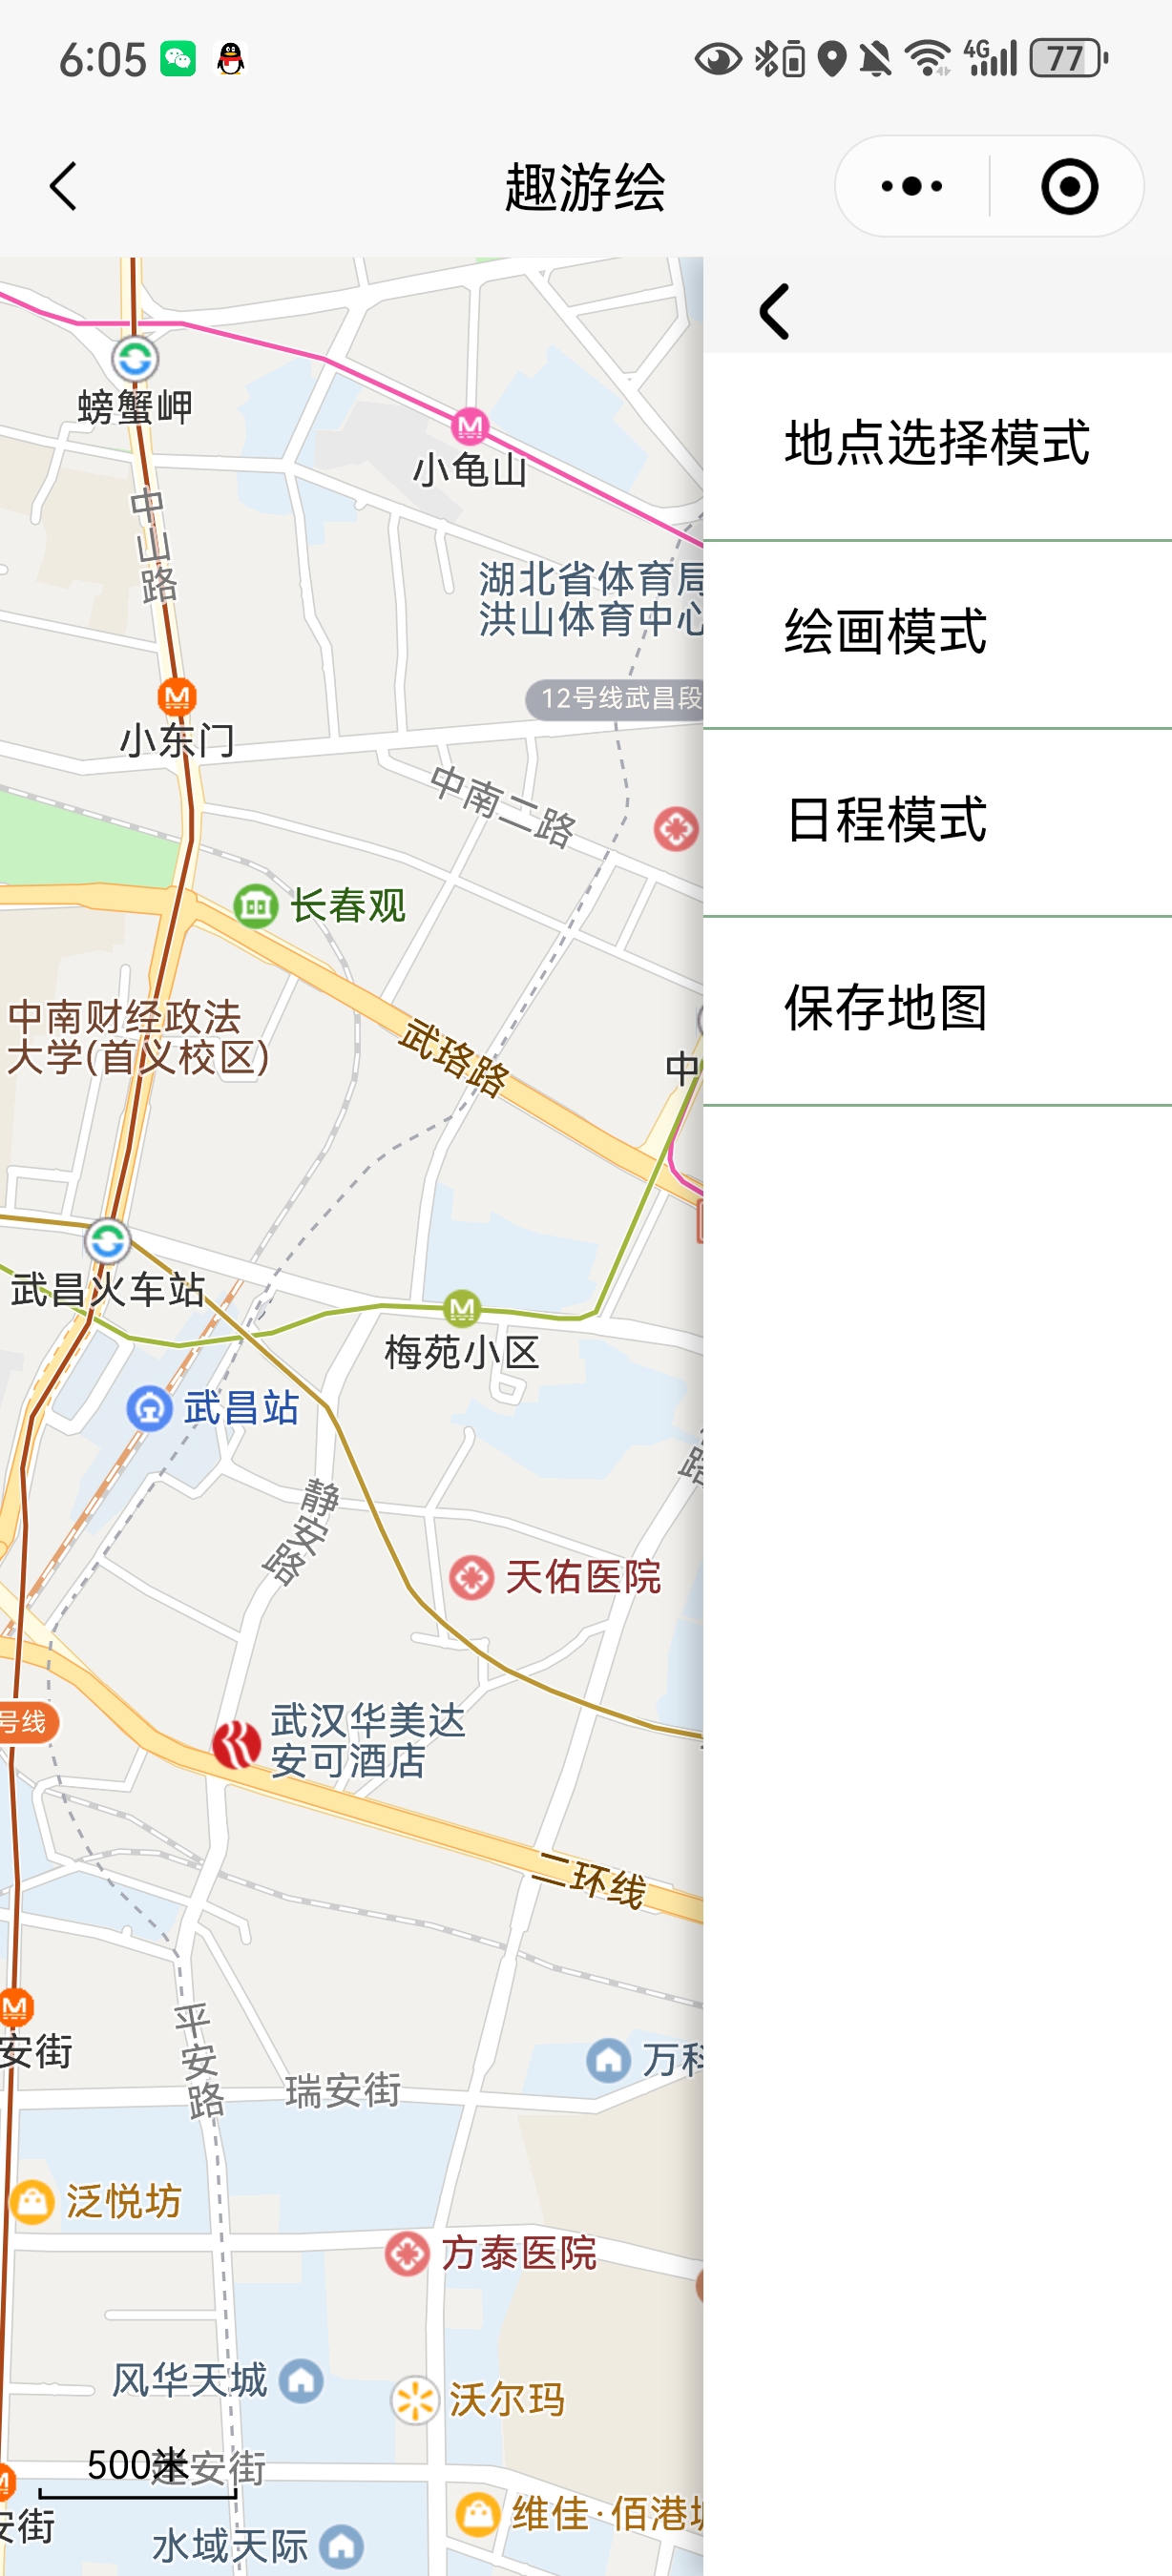 6:05
4G
77
趣游绘
螃蟹岬
小龟山
中山路
湖北省体育局
洪山体育中心
12号线武昌段
小东门
中南二路
长春观
中南财经政法
大学(首义校区)
武珞路
中
武昌火车站
梅苑小区
武昌站
路
静安路
天佑医院
号线
武汉华美达
安可酒店
二环线
安街
平安路
万科
瑞安街
泛悦坊
方泰医院
风华天城
沃尔玛
500米
安街
安街
维佳·佰港城
水域天际
地点选择模式
绘画模式
日程模式
保存地图